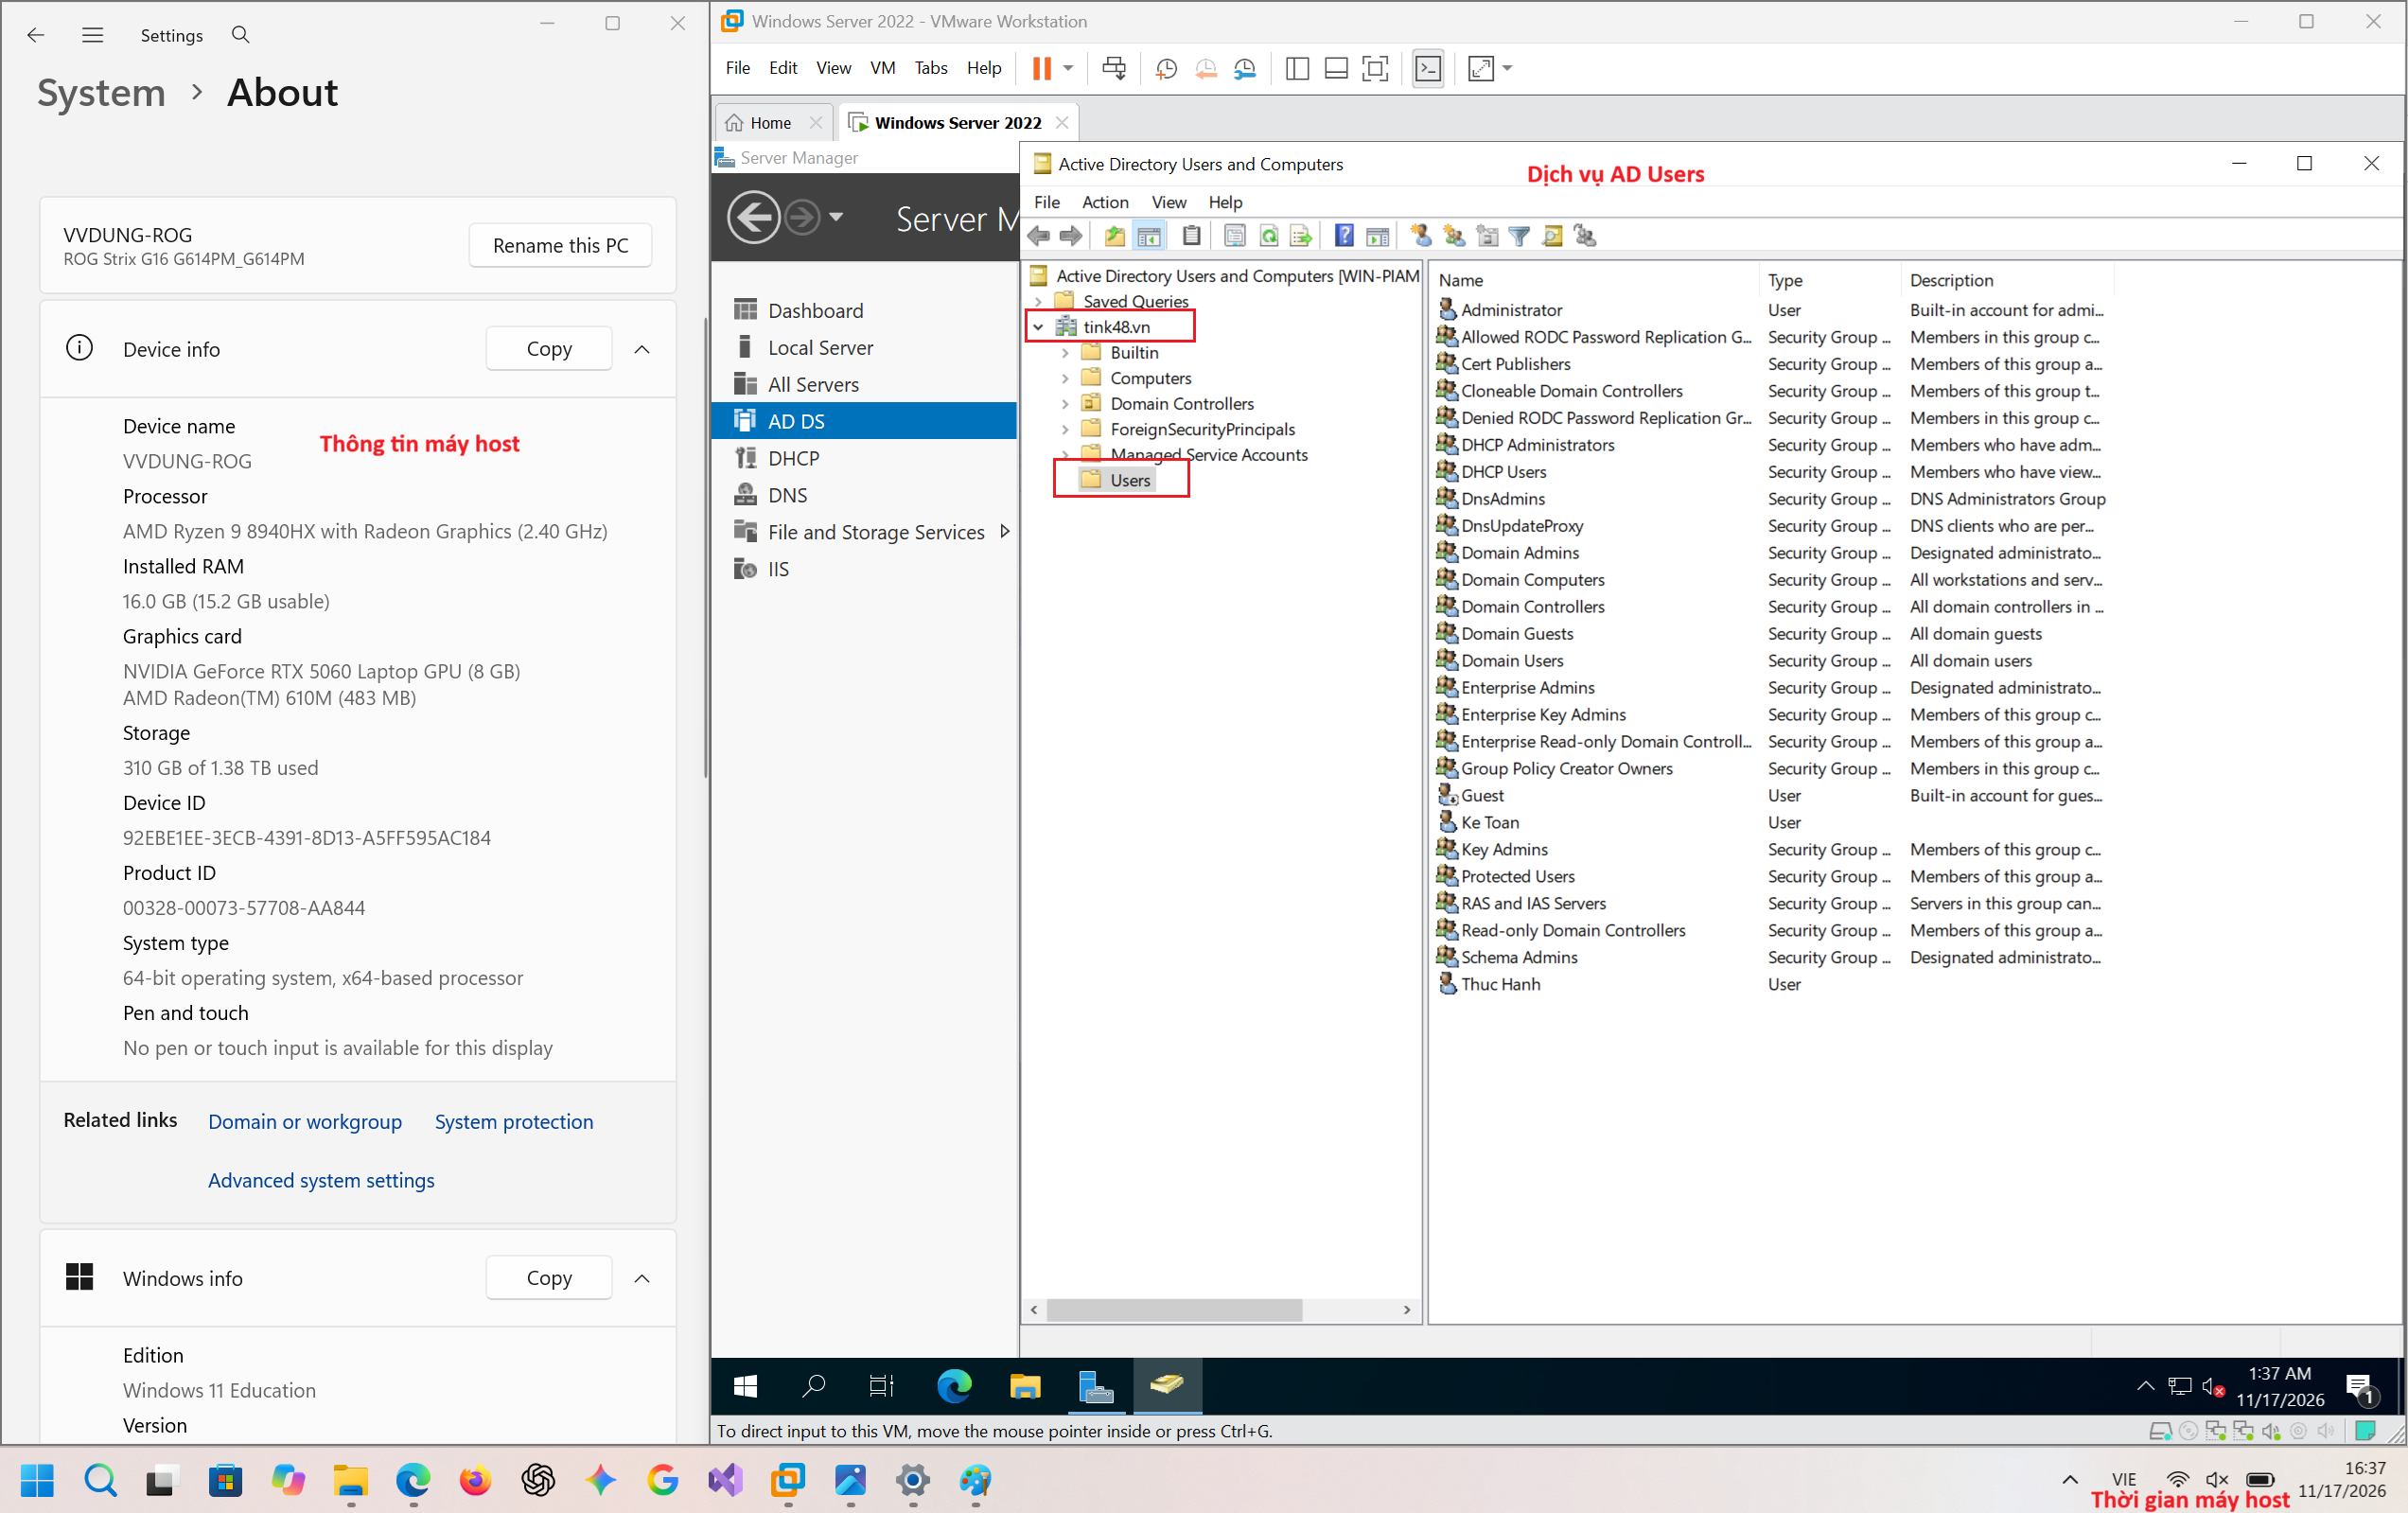 Settings
System > About
VVDUNG-ROG
ROG Strix G16 G614PM_G614PM
Rename this PC
Device info
Copy
Thông tin máy host
Device name
VVDUNG-ROG
Processor
AMD Ryzen 9 8940HX with Radeon Graphics (2.40 GHz)
Installed RAM
16.0 GB (15.2 GB usable)
Graphics card
NVIDIA GeForce RTX 5060 Laptop GPU (8 GB)
AMD Radeon(TM) 610M (483 MB)
Storage
310 GB of 1.38 TB used
Device ID
92EBE1EE-3ECB-4391-8D13-A5FF595AC184
Product ID
00328-00073-57708-AA844
System type
64-bit operating system, x64-based processor
Pen and touch
No pen or touch input is available for this display
Related links
Domain or workgroup
System protection
Advanced system settings
Windows info
Copy
Edition
Windows 11 Education
Version
Windows Server 2022 - VMware Workstation
File Edit View VM Tabs Help
Home
Windows Server 2022
Server Manager
Server M
Dashboard
Local Server
All Servers
AD DS
DHCP
DNS
File and Storage Services
IIS
Active Directory Users and Computers
Dịch vụ AD Users
File Action View Help
Active Directory Users and Computers [WIN-PIAM
Saved Queries
tink48.vn
Builtin
Computers
Domain Controllers
ForeignSecurityPrincipals
Managed Service Accounts
Users
Name Type Description
Administrator User Built-in account for admi...
Allowed RODC Password Replication G... Security Group ... Members in this group c...
Cert Publishers Security Group ... Members of this group a...
Cloneable Domain Controllers Security Group ... Members of this group t...
Denied RODC Password Replication Gr... Security Group ... Members in this group c...
DHCP Administrators Security Group ... Members who have adm...
DHCP Users Security Group ... Members who have view...
DnsAdmins Security Group ... DNS Administrators Group
DnsUpdateProxy Security Group ... DNS clients who are per...
Domain Admins Security Group ... Designated administrato...
Domain Computers Security Group ... All workstations and serv...
Domain Controllers Security Group ... All domain controllers in ...
Domain Guests Security Group ... All domain guests
Domain Users Security Group ... All domain users
Enterprise Admins Security Group ... Designated administrato...
Enterprise Key Admins Security Group ... Members of this group c...
Enterprise Read-only Domain Controll... Security Group ... Members of this group a...
Group Policy Creator Owners Security Group ... Members in this group c...
Guest User Built-in account for gues...
Ke Toan User
Key Admins Security Group ... Members of this group c...
Protected Users Security Group ... Members of this group a...
RAS and IAS Servers Security Group ... Servers in this group can...
Read-only Domain Controllers Security Group ... Members of this group a...
Schema Admins Security Group ... Designated administrato...
Thuc Hanh User
1:37 AM
11/17/2026
1
To direct input to this VM, move the mouse pointer inside or press Ctrl+G.
VIE
16:37
11/17/2026
Thời gian máy host